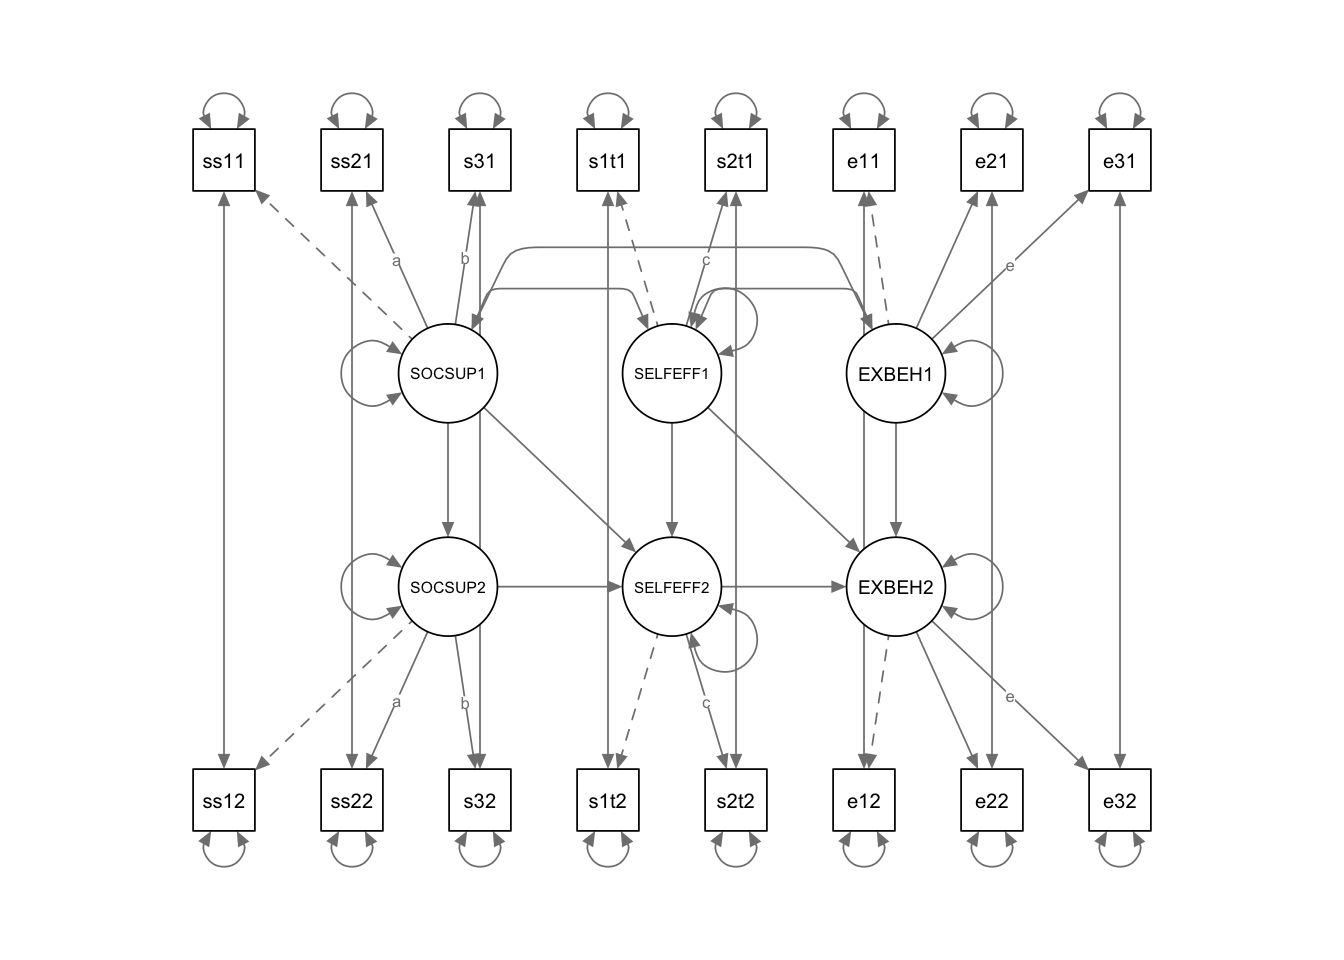 ss11 ss21 s31 s1t1 s2t1 e11 e21 e31
a b c e
SOCSUP1 SELFEFF1 EXBEH1
SOCSUP2 SELFEFF2 EXBEH2
a b c e
ss12 ss22 s32 s1t2 s2t2 e12 e22 e32